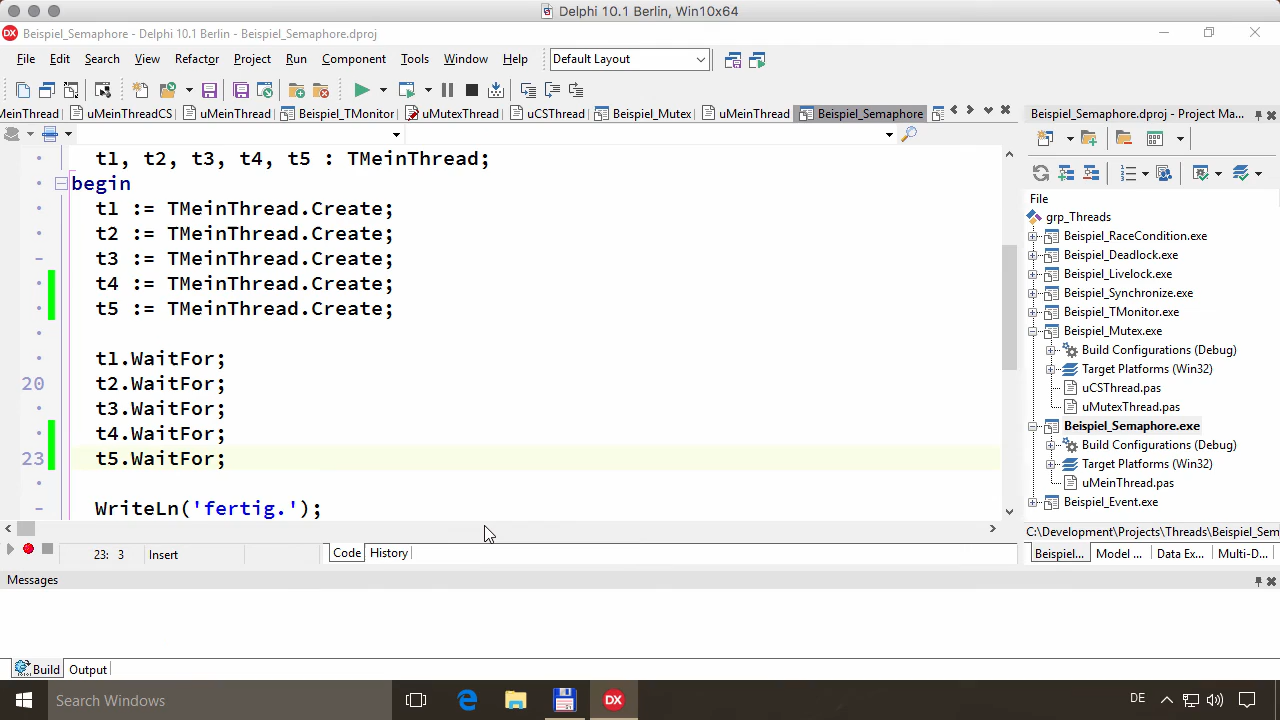 Delphi 10.1 Berlin, Win10x64
Beispiel_Semaphore - Delphi 10.1 Berlin - Beispiel_Semaphore.dproj
File Edit Search View Refactor Project Run Component Tools Window Help Default Layout
MeinThread uMeinThreadCS uMeinThread Beispiel_TMonitor uMutexThread uCSThread Beispiel_Mutex uMeinThread Beispiel_Semaphore
Beispiel_Semaphore.dproj - Project Ma...
t1, t2, t3, t4, t5 : TMeinThread;
begin
t1 := TMeinThread.Create;
t2 := TMeinThread.Create;
t3 := TMeinThread.Create;
t4 := TMeinThread.Create;
t5 := TMeinThread.Create;
t1.WaitFor;
20 t2.WaitFor;
t3.WaitFor;
t4.WaitFor;
23 t5.WaitFor;
WriteLn('fertig.');
23: 3 Insert Code History
File
grp_Threads
Beispiel_RaceCondition.exe
Beispiel_Deadlock.exe
Beispiel_Livelock.exe
Beispiel_Synchronize.exe
Beispiel_TMonitor.exe
Beispiel_Mutex.exe
Build Configurations (Debug)
Target Platforms (Win32)
uCSThread.pas
uMutexThread.pas
Beispiel_Semaphore.exe
Build Configurations (Debug)
Target Platforms (Win32)
uMeinThread.pas
Beispiel_Event.exe
C:\Development\Projects\Threads\Beispiel_Sem
Beispiel... Model ... Data Ex... Multi-D...
Messages
Build Output
Search Windows DX DE